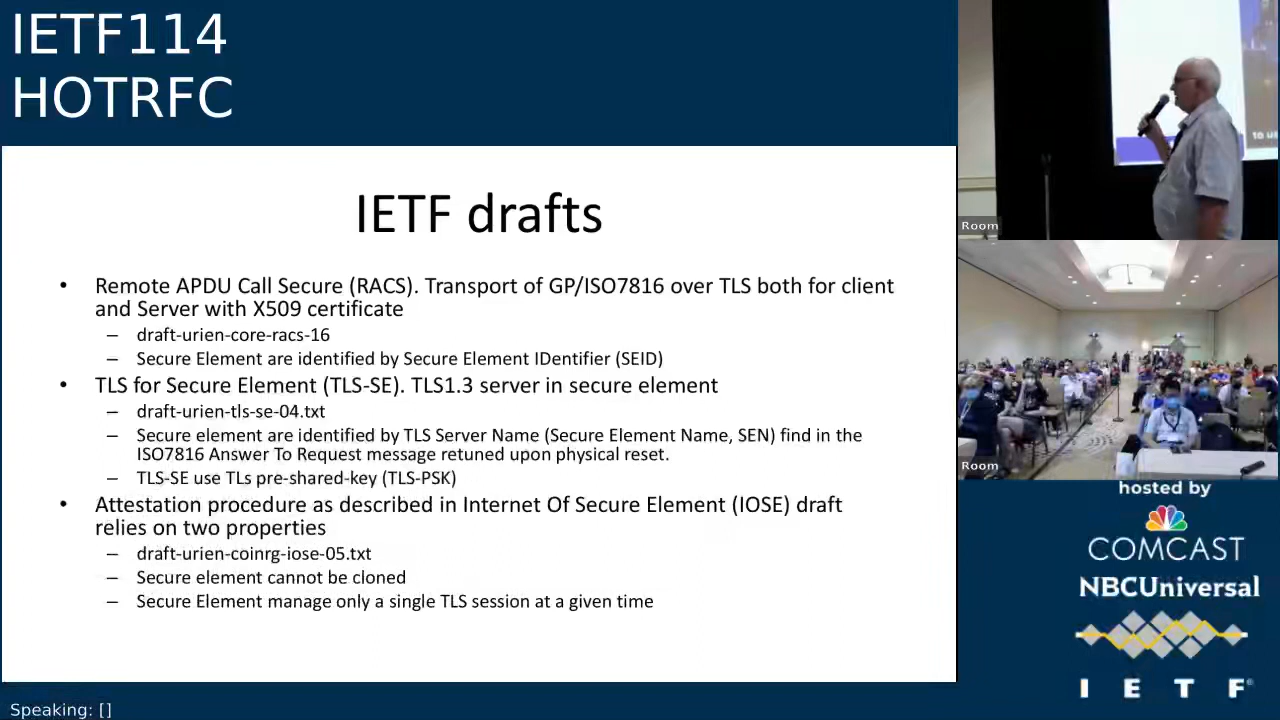 IETF114
HOTRFC
IETF drafts
• Remote APDU Call Secure (RACS). Transport of GP/ISO7816 over TLS both for client
and Server with X509 certificate
– draft-urien-core-racs-16
– Secure Element are identified by Secure Element IDentifier (SEID)
• TLS for Secure Element (TLS-SE). TLS1.3 server in secure element
– draft-urien-tls-se-04.txt
– Secure element are identified by TLS Server Name (Secure Element Name, SEN) find in the
ISO7816 Answer To Request message retuned upon physical reset.
– TLS-SE use TLs pre-shared-key (TLS-PSK)
• Attestation procedure as described in Internet Of Secure Element (IOSE) draft
relies on two properties
– draft-urien-coinrg-iose-05.txt
– Secure element cannot be cloned
– Secure Element manage only a single TLS session at a given time
Speaking: []
Room
Room
hosted by
COMCAST
NBCUniversal
I E T F®